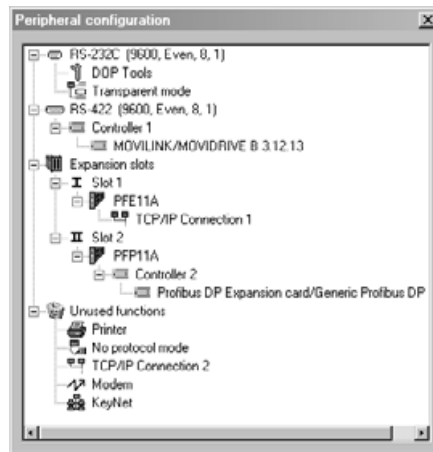 Peripheral configuration
RS-232C (9600, Even, 8, 1)
DOP Tools
Transparent mode
RS-422 (9600, Even, 8, 1)
Controller 1
MOVILINK/MOVIDRIVE B 3.12.13
Expansion slots
I Slot 1
PFE11A
TCP/IP Connection 1
II Slot 2
PFP11A
Controller 2
Profibus DP Expansion card/Generic Profibus DP
Unused functions
Printer
No protocol mode
TCP/IP Connection 2
Modem
KeyNet